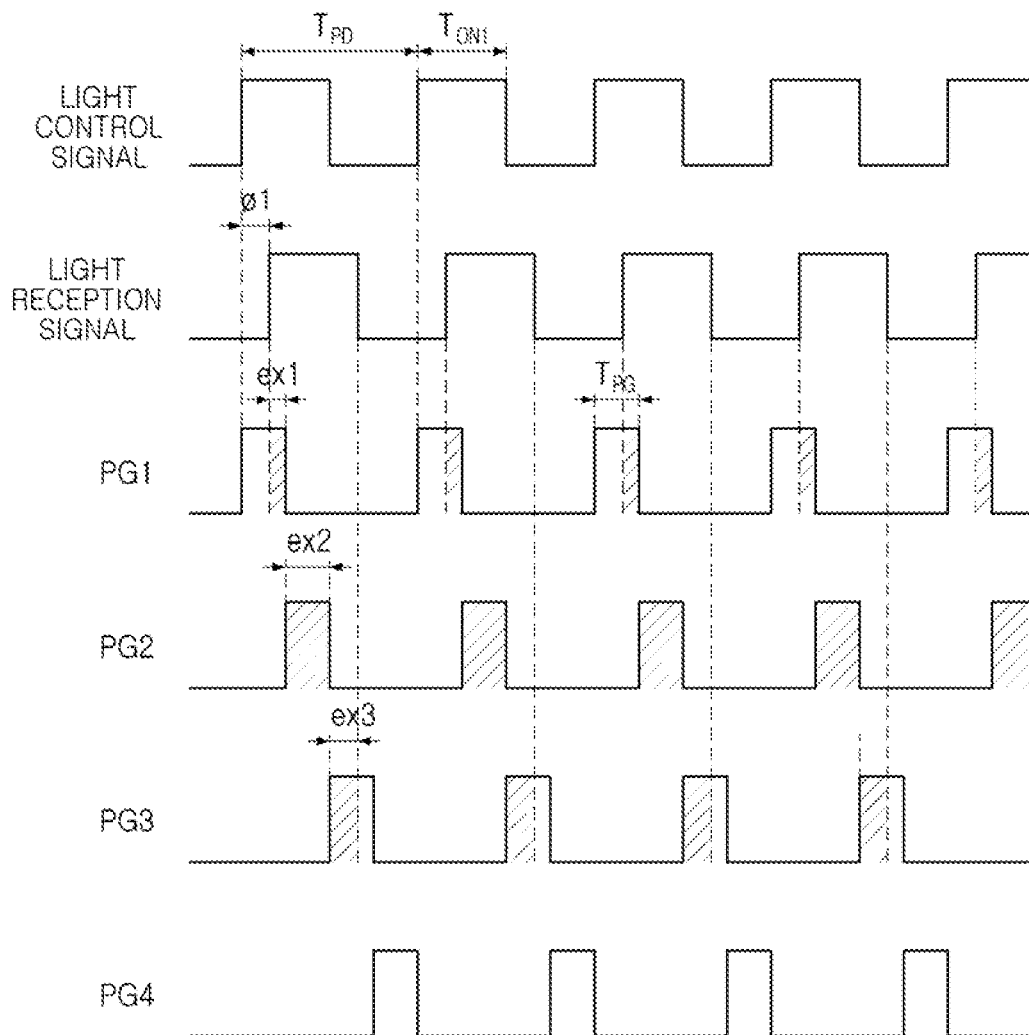 T_PD
T_ON1
LIGHT
CONTROL
SIGNAL
ø1
LIGHT
RECEPTION
SIGNAL
ex1
T_PG
PG1
ex2
PG2
ex3
PG3
PG4